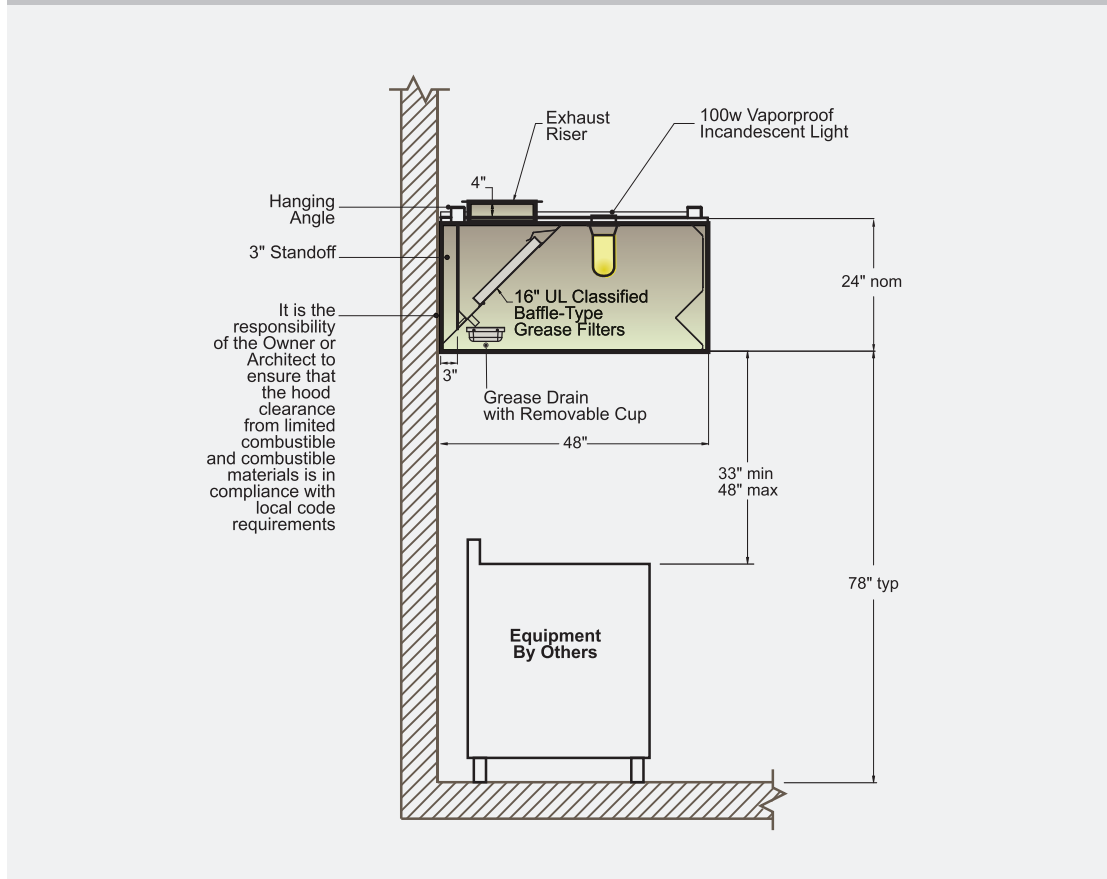 Exhaust
Riser
100w Vaporproof
Incandescent Light
4"
Hanging
Angle
3" Standoff
24" nom
16" UL Classified
Baffle-Type
Grease Filters
It is the
responsibility
of the Owner or
Architect to
ensure that
the hood
clearance
from limited
combustible
and combustible
materials is in
compliance with
local code
requirements
3"
Grease Drain
with Removable Cup
48"
33" min
48" max
78" typ
Equipment
By Others